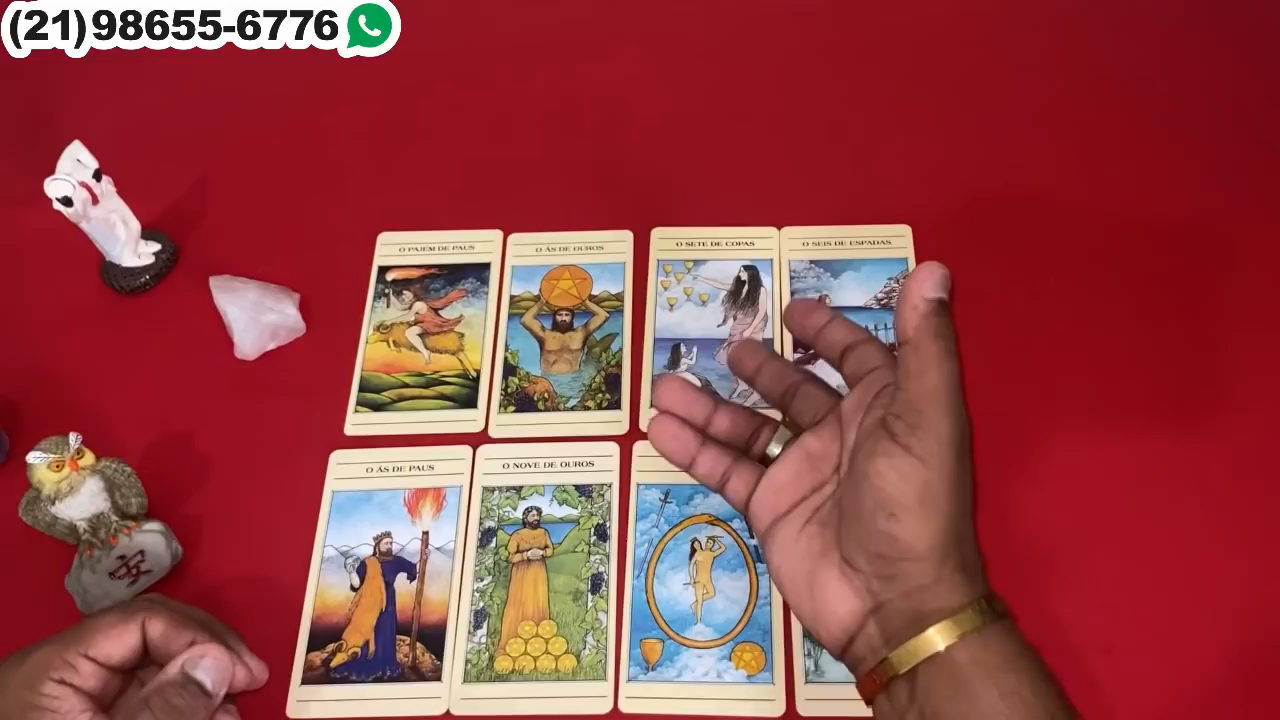 (21)98655-6776
O PAJEM DE PAUS
O ÁS DE OUROS
O SETE DE COPAS
O SEIS DE ESPADAS
O ÁS DE PAUS
O NOVE DE OUROS
安